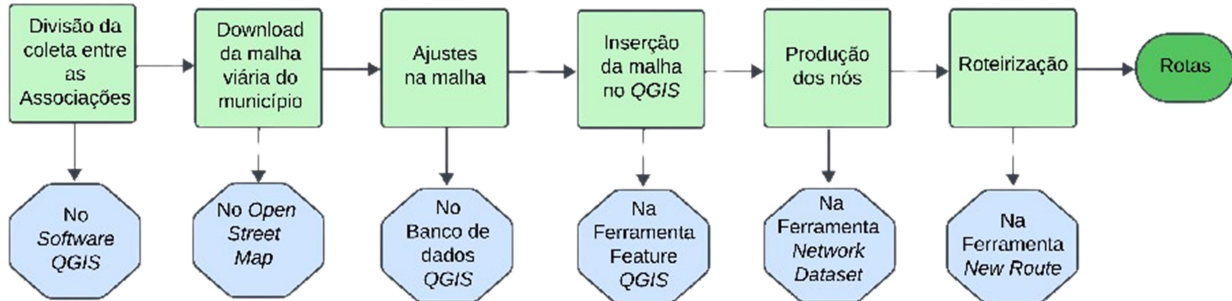 Divisão da
coleta entre
as
Associações
Download
da malha
viária do
município
Ajustes
na malha
Inserção
da malha
no QGIS
Produção
dos nós
Roteirização
Rotas
No
Software
QGIS
No Open
Street
Map
No
Banco de
dados
QGIS
Na
Ferramenta
Feature
QGIS
Na
Ferramenta
Network
Dataset
Na
Ferramenta
New Route